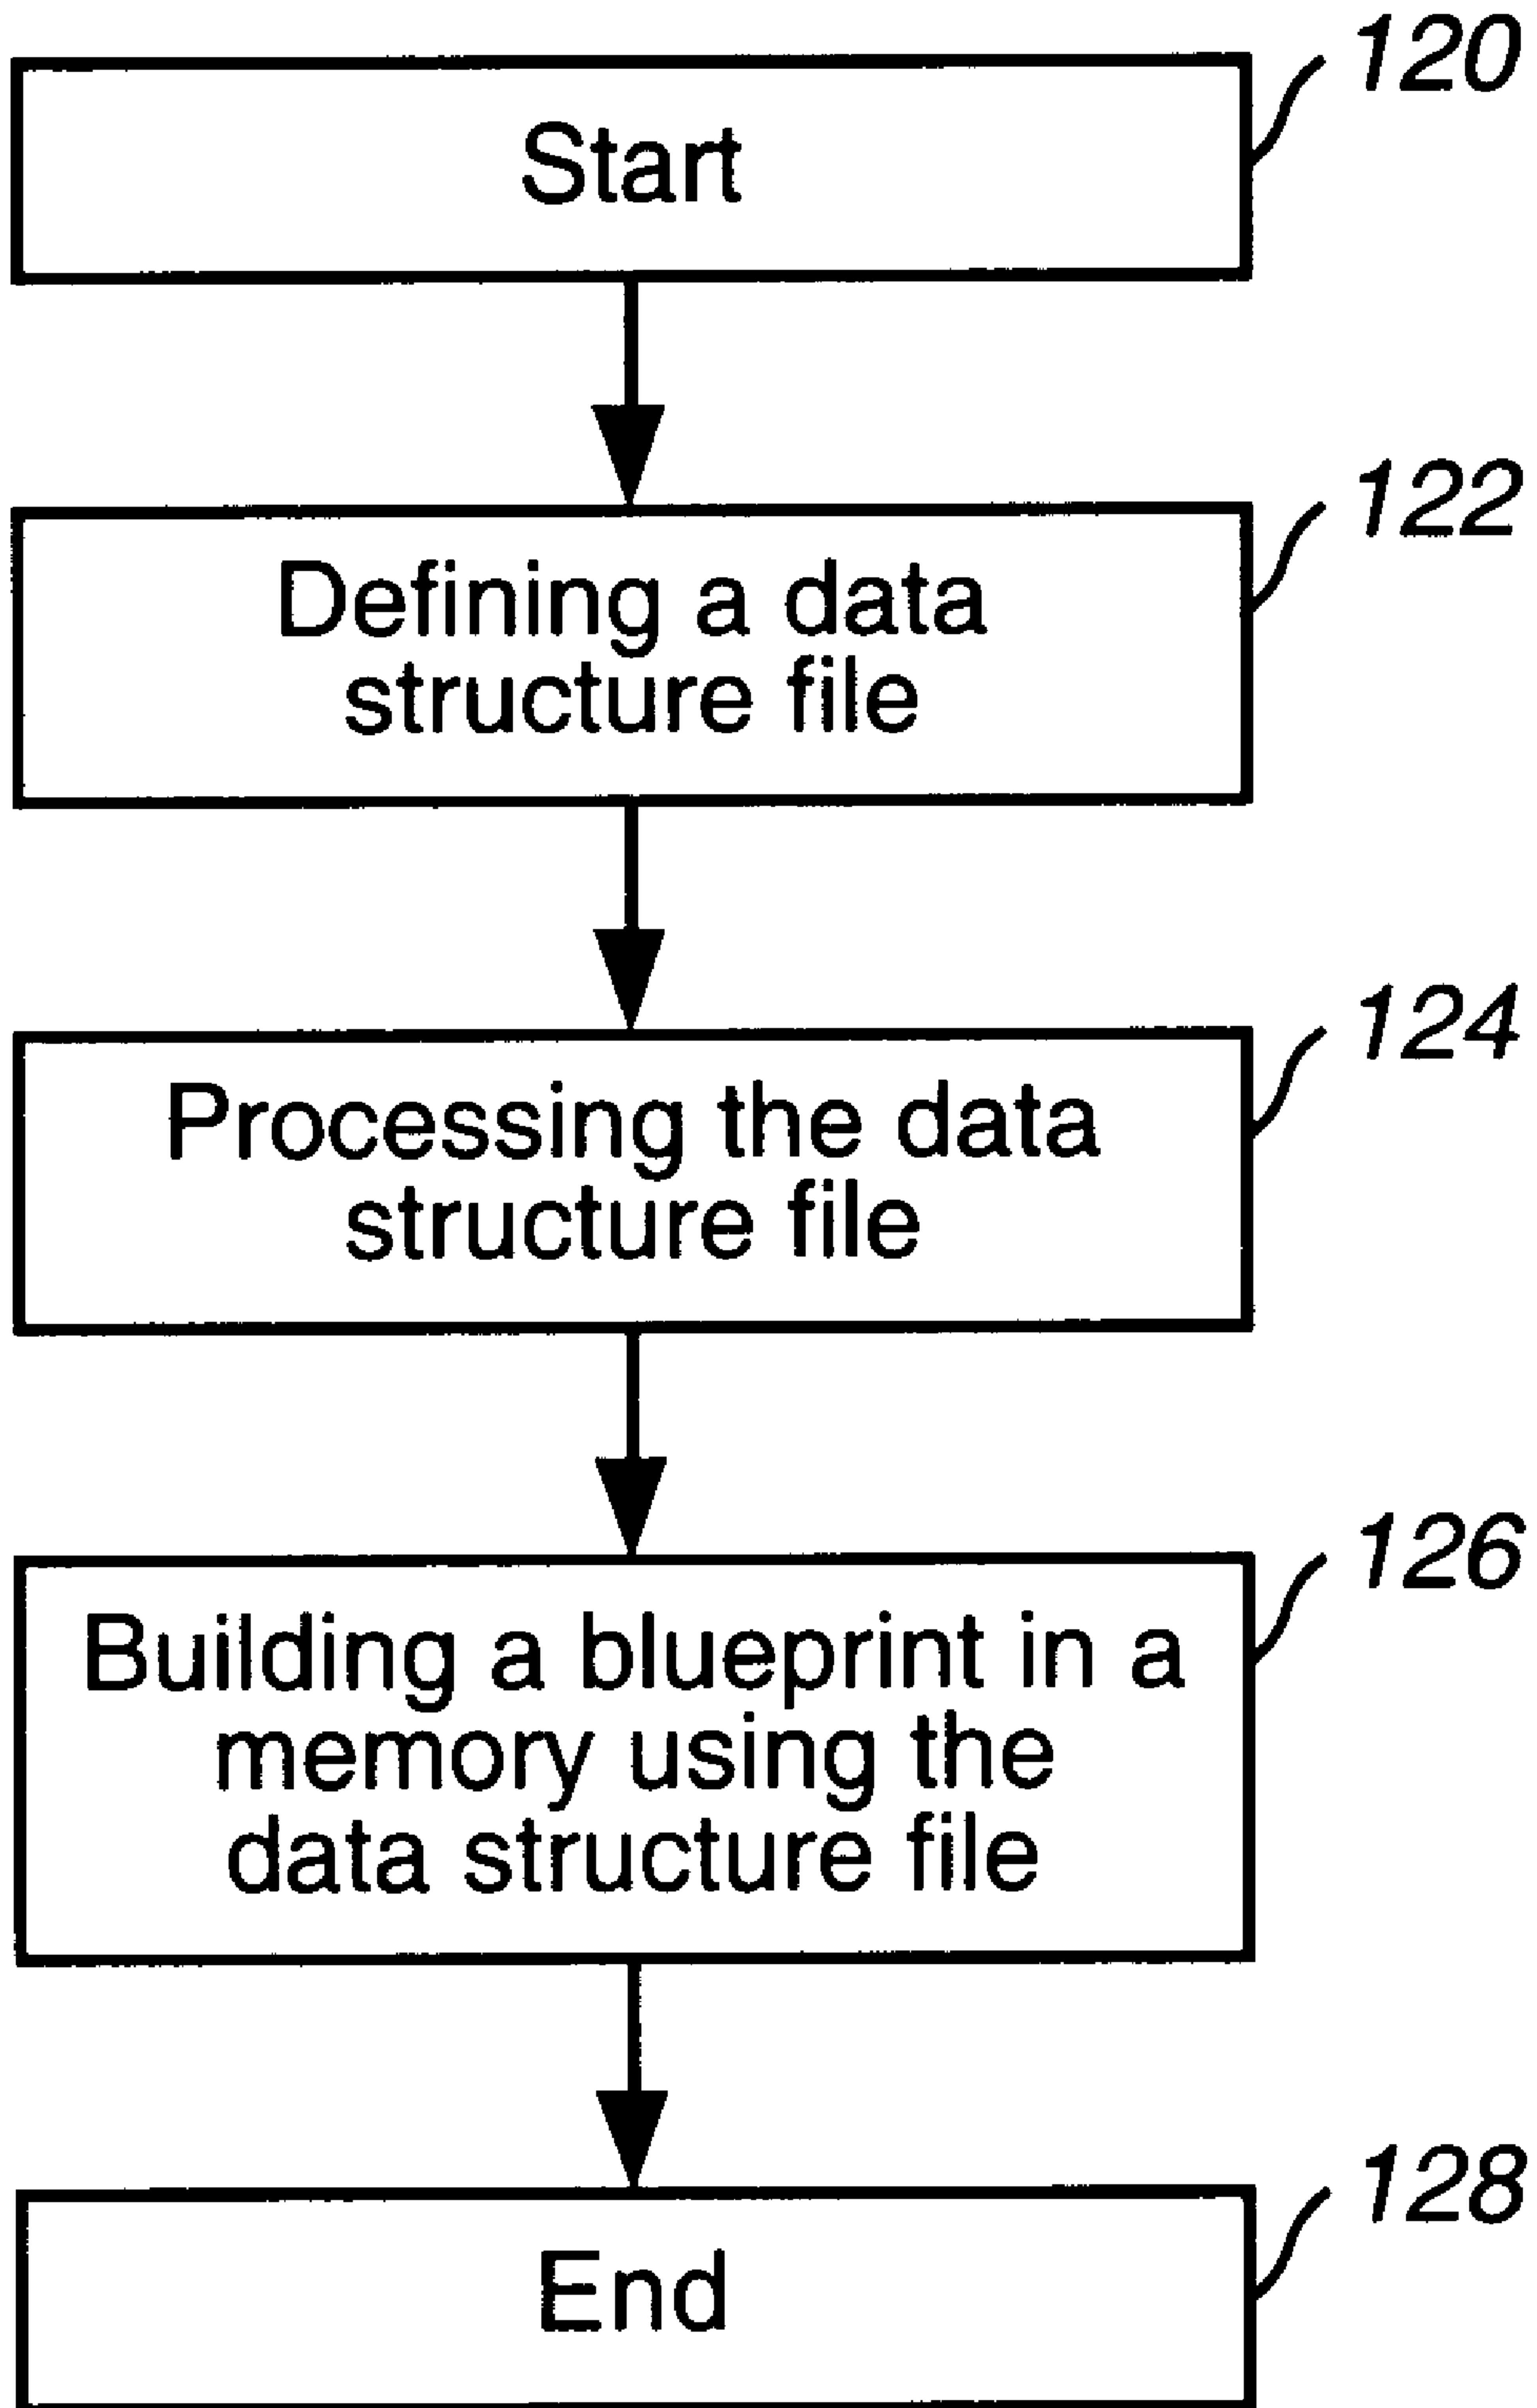 120
Start
122
Defining a data
structure file
124
Processing the data
structure file
126
Building a blueprint in a
memory using the
data structure file
128
End